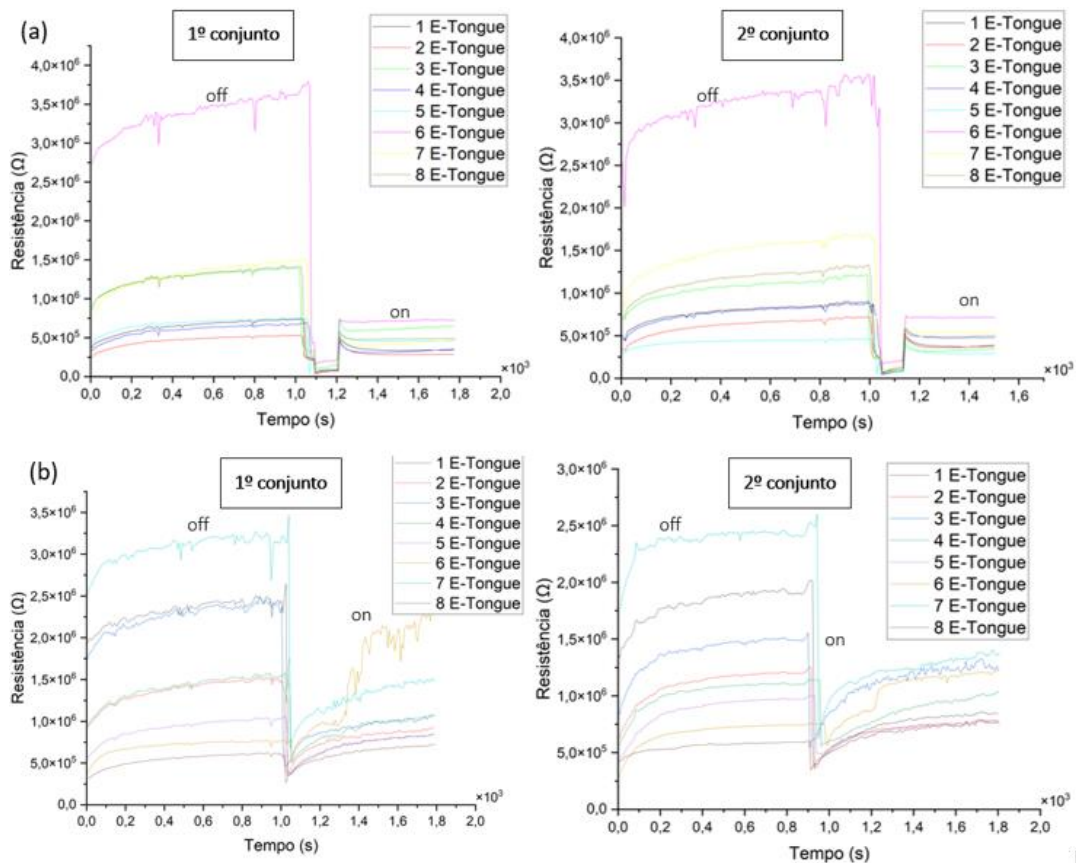 (a)
1º conjunto
1 E-Tongue
2 E-Tongue
3 E-Tongue
4 E-Tongue
5 E-Tongue
6 E-Tongue
7 E-Tongue
8 E-Tongue
off
on
Resistência (Ω)
4,0×10⁶
3,5×10⁶
3,0×10⁶
2,5×10⁶
2,0×10⁶
1,5×10⁶
1,0×10⁶
5,0×10⁵
0,0
0,0 0,2 0,4 0,6 0,8 1,0 1,2 1,4 1,6 1,8 2,0
×10³
Tempo (s)
2º conjunto
1 E-Tongue
2 E-Tongue
3 E-Tongue
4 E-Tongue
5 E-Tongue
6 E-Tongue
7 E-Tongue
8 E-Tongue
off
on
Resistência (Ω)
4,0×10⁶
3,5×10⁶
3,0×10⁶
2,5×10⁶
2,0×10⁶
1,5×10⁶
1,0×10⁶
5,0×10⁵
0,0
0,0 0,2 0,4 0,6 0,8 1,0 1,2 1,4 1,6
×10³
Tempo (s)
(b)
1º conjunto
1 E-Tongue
2 E-Tongue
3 E-Tongue
4 E-Tongue
5 E-Tongue
6 E-Tongue
7 E-Tongue
8 E-Tongue
off
on
Resistência (Ω)
3,5×10⁶
3,0×10⁶
2,5×10⁶
2,0×10⁶
1,5×10⁶
1,0×10⁶
5,0×10⁵
0,0
0,0 0,2 0,4 0,6 0,8 1,0 1,2 1,4 1,6 1,8 2,0
×10³
Tempo (s)
2º conjunto
1 E-Tongue
2 E-Tongue
3 E-Tongue
4 E-Tongue
5 E-Tongue
6 E-Tongue
7 E-Tongue
8 E-Tongue
off
on
Resistência (Ω)
3,0×10⁶
2,5×10⁶
2,0×10⁶
1,5×10⁶
1,0×10⁶
5,0×10⁵
0,0
0,0 0,2 0,4 0,6 0,8 1,0 1,2 1,4 1,6 1,8 2,0
×10³
Tempo (s)